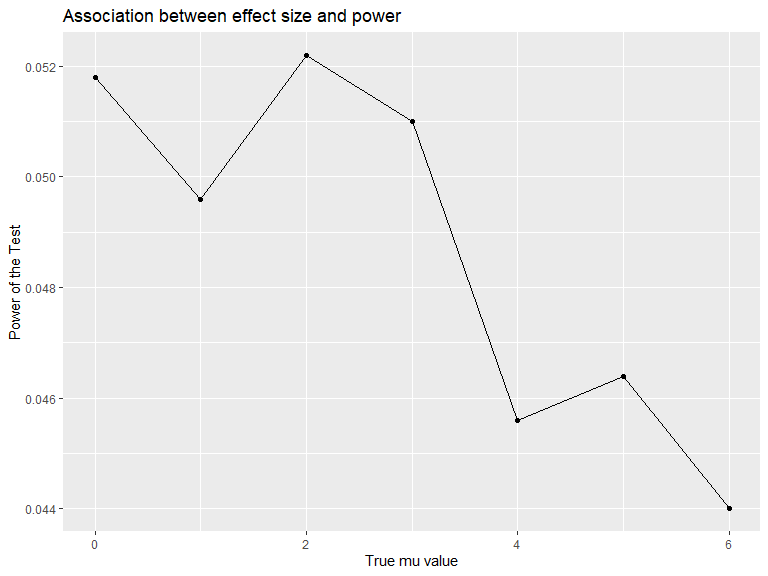 Association between effect size and power
Power of the Test
0.052
0.050
0.048
0.046
0.044
0 2 4 6
True mu value